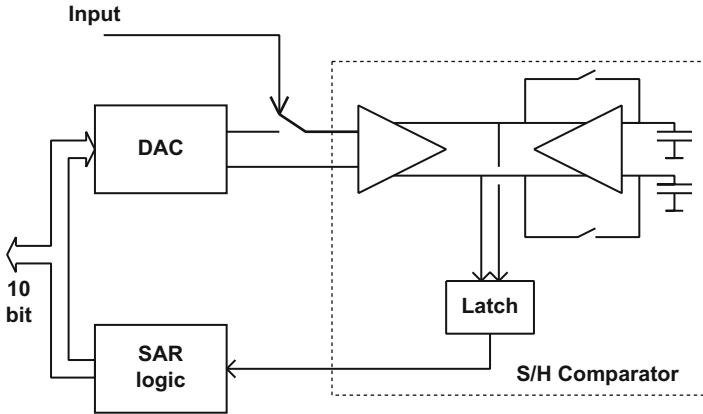 Input
DAC
10
bit
Latch
SAR
logic
S/H Comparator